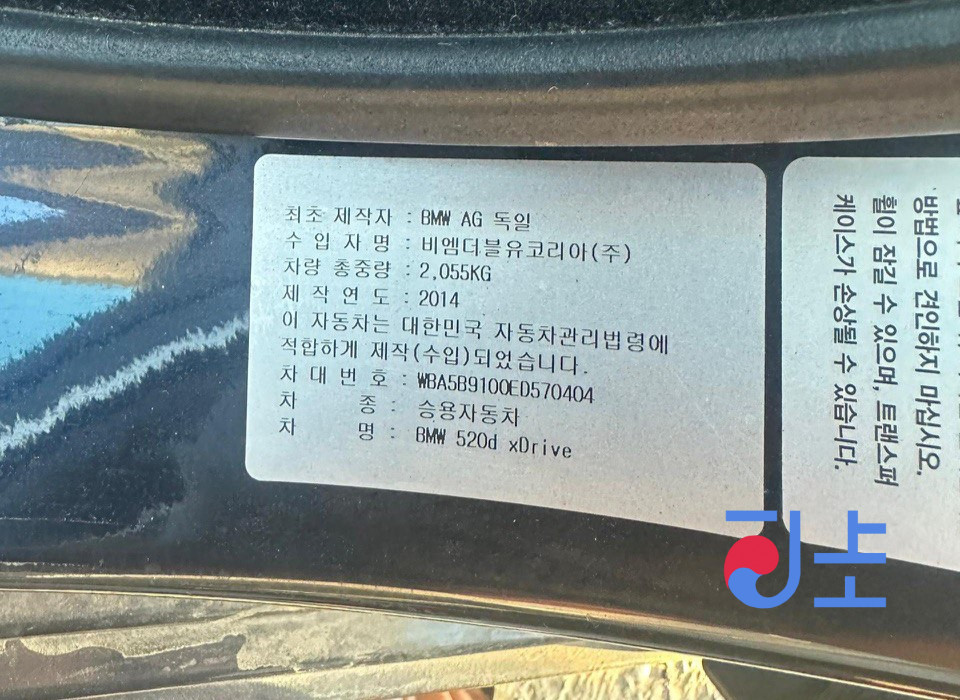 최초 제작자 : BMW AG 독일
수 입 자 명 : 비엠더블유코리아(주)
차량 총중량 : 2,055KG
제 작 연 도 : 2014
이 자동차는 대한민국 자동차관리법령에
적합하게 제작(수입)되었습니다.
차 대 번 호 : WBA5B9100ED570404
차 종 : 승용자동차
차 명 : BMW 520d xDrive
방법으로 견인하지 마십시오.
휠이 잠길 수 있으며, 트랜스퍼
케이스가 손상될 수 있습니다.